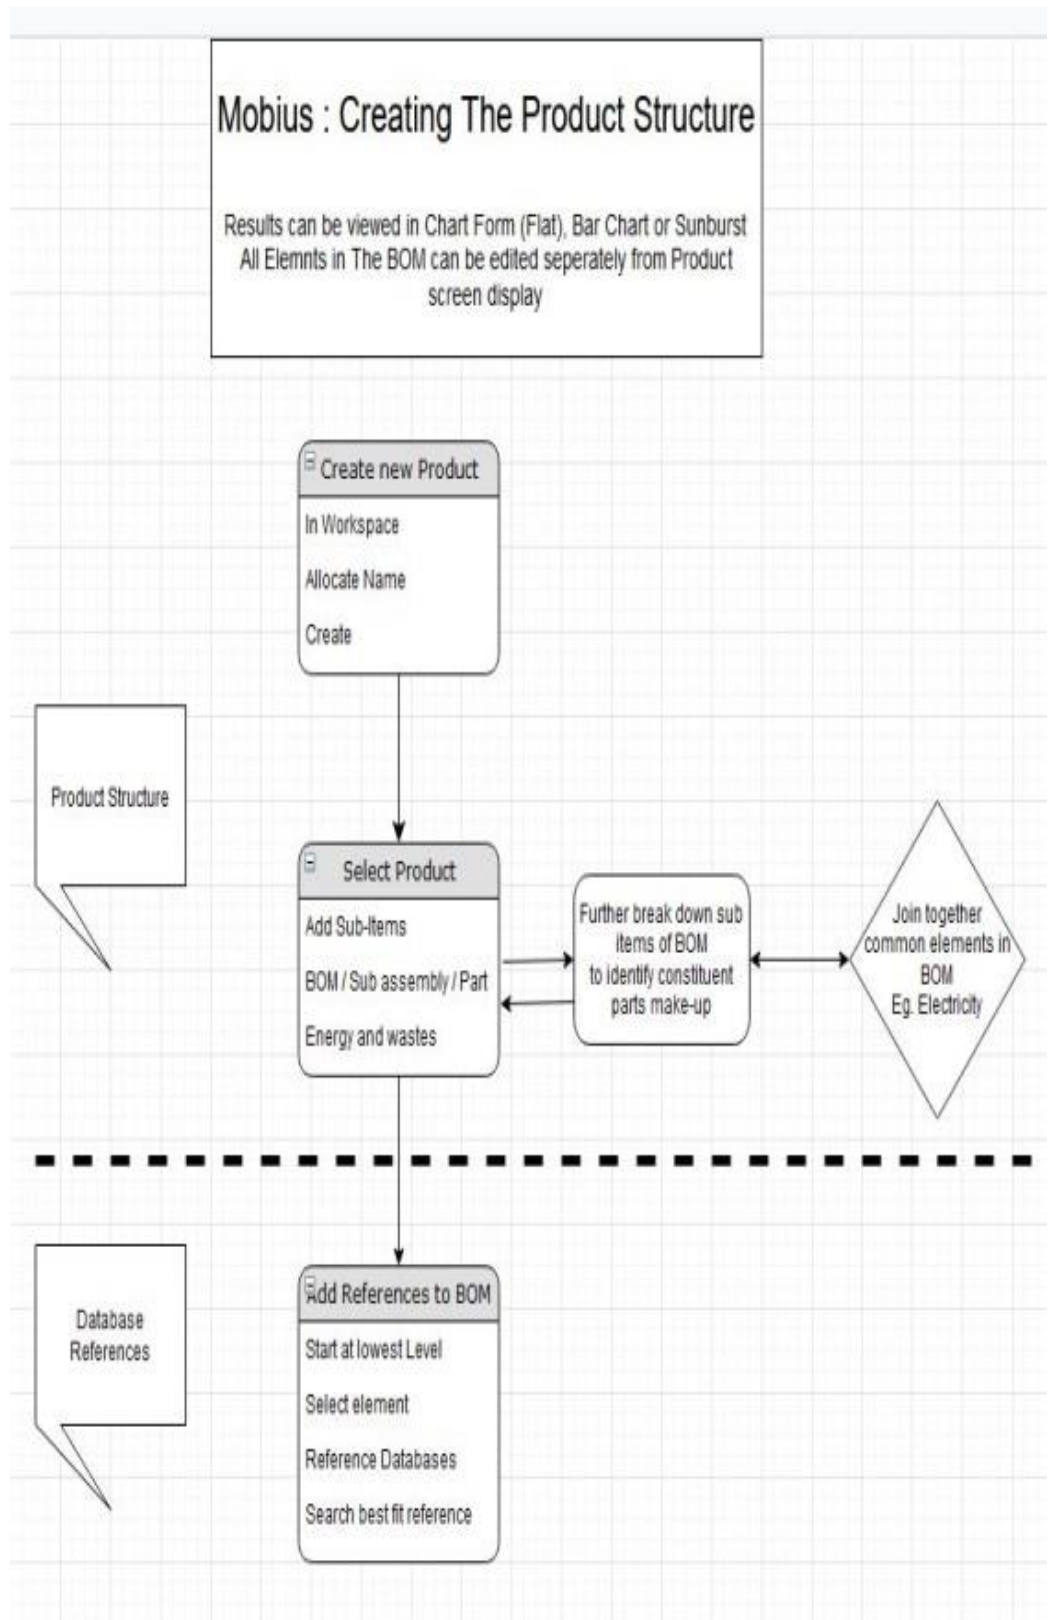 Mobius : Creating The Product Structure
Results can be viewed in Chart Form (Flat), Bar Chart or Sunburst
All Elemnts in The BOM can be edited seperately from Product
screen display
Create new Product
In Workspace
Allocate Name
Create
Product Structure
Select Product
Add Sub-Items
BOM / Sub assembly / Part
Energy and wastes
Further break down sub
items of BOM
to identify constituent
parts make-up
Join together
common elements in
BOM
Eg. Electricity
Database
References
Add References to BOM
Start at lowest Level
Select element
Reference Databases
Search best fit reference